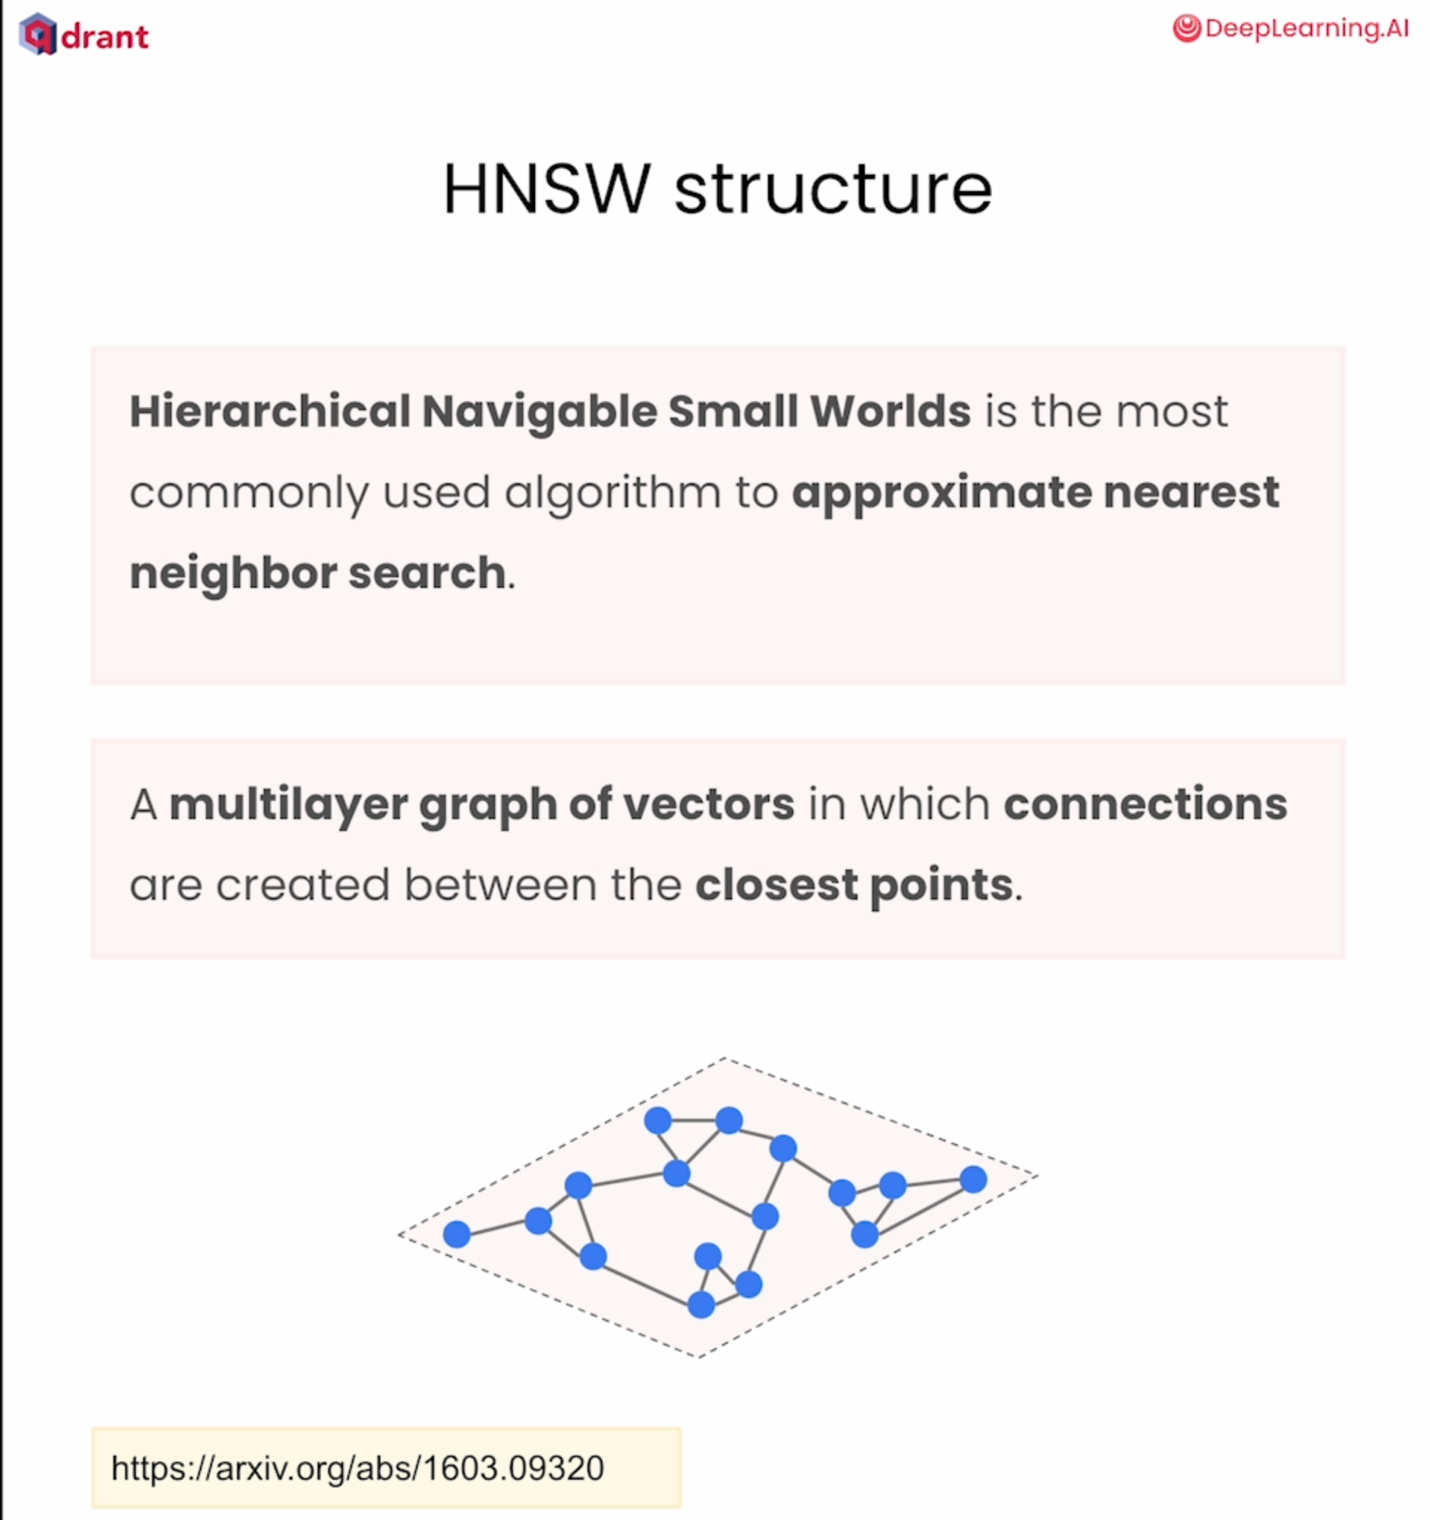 qdrant
DeepLearning.AI
HNSW structure
Hierarchical Navigable Small Worlds is the most
commonly used algorithm to approximate nearest
neighbor search.
A multilayer graph of vectors in which connections
are created between the closest points.
https://arxiv.org/abs/1603.09320